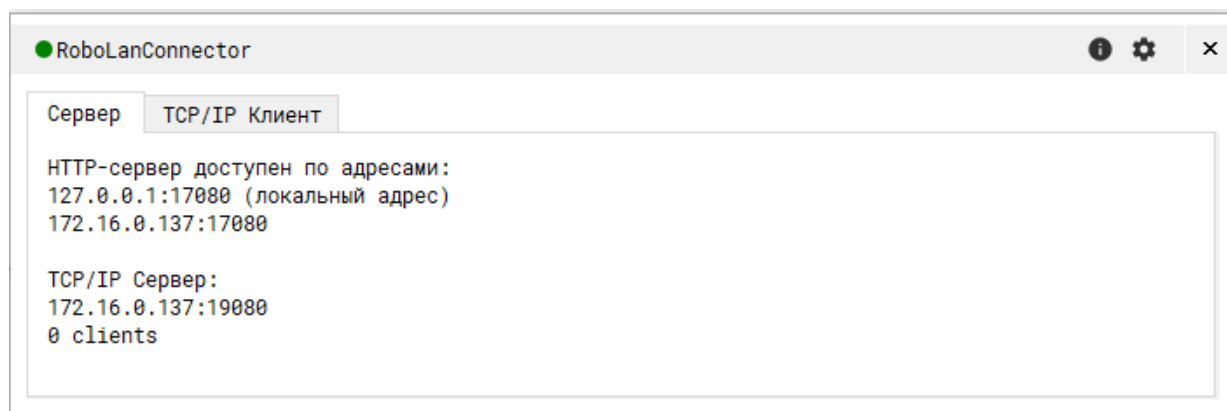 RoboLanConnector
Сервер
TCP/IP Клиент
HTTP-сервер доступен по адресами:
127.0.0.1:17080 (локальный адрес)
172.16.0.137:17080
TCP/IP Сервер:
172.16.0.137:19080
0 clients